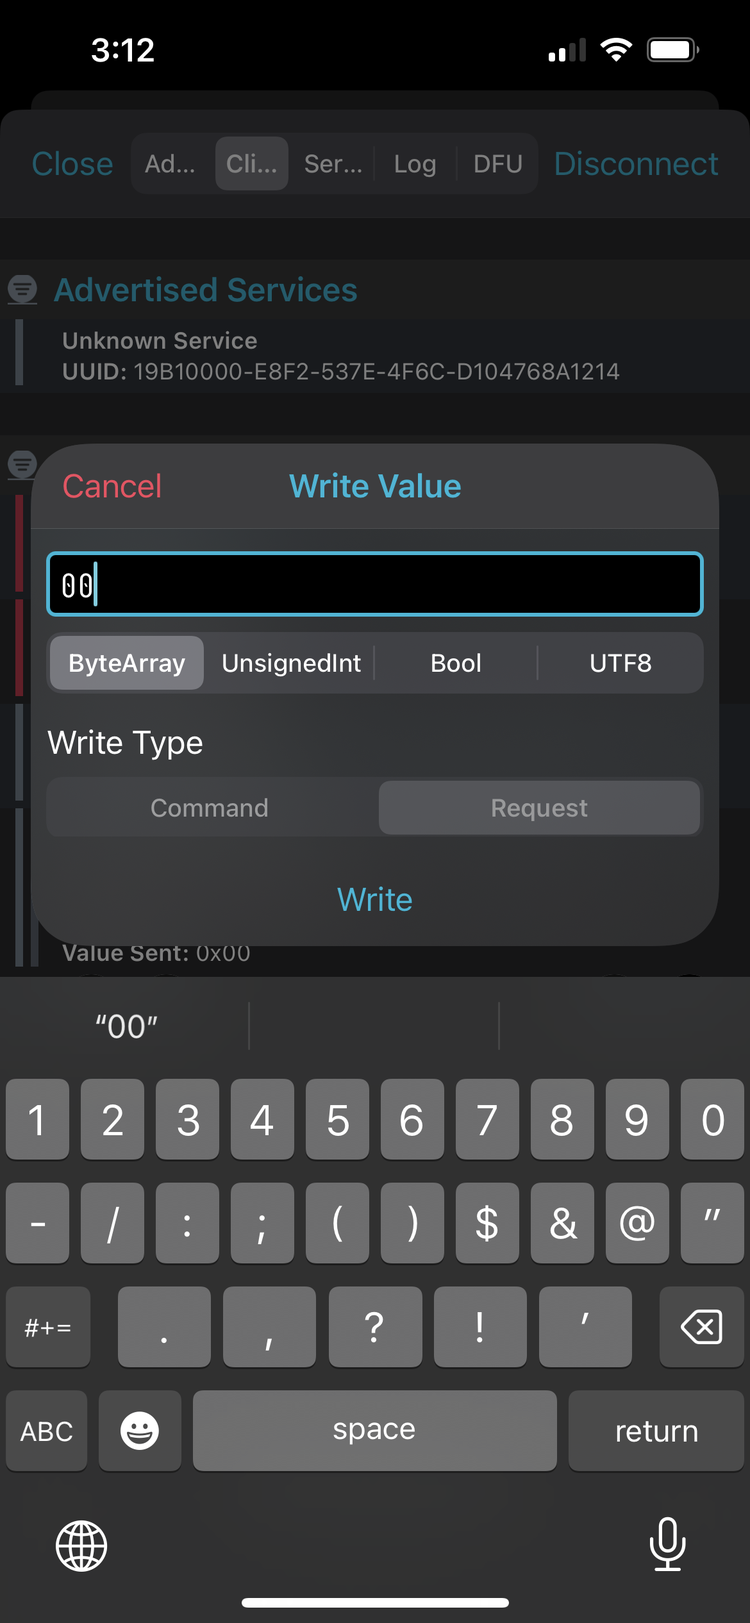 3:12
Close Ad... Cli... Ser... Log DFU Disconnect
Advertised Services
Unknown Service
UUID: 19B10000-E8F2-537E-4F6C-D104768A1214
Cancel Write Value
00
ByteArray UnsignedInt Bool UTF8
Write Type
Command Request
Write
Value Sent: 0x00
“00”
1 2 3 4 5 6 7 8 9 0
- / : ; ( ) $ & @ ”
#+= . , ? ! ’
ABC space return